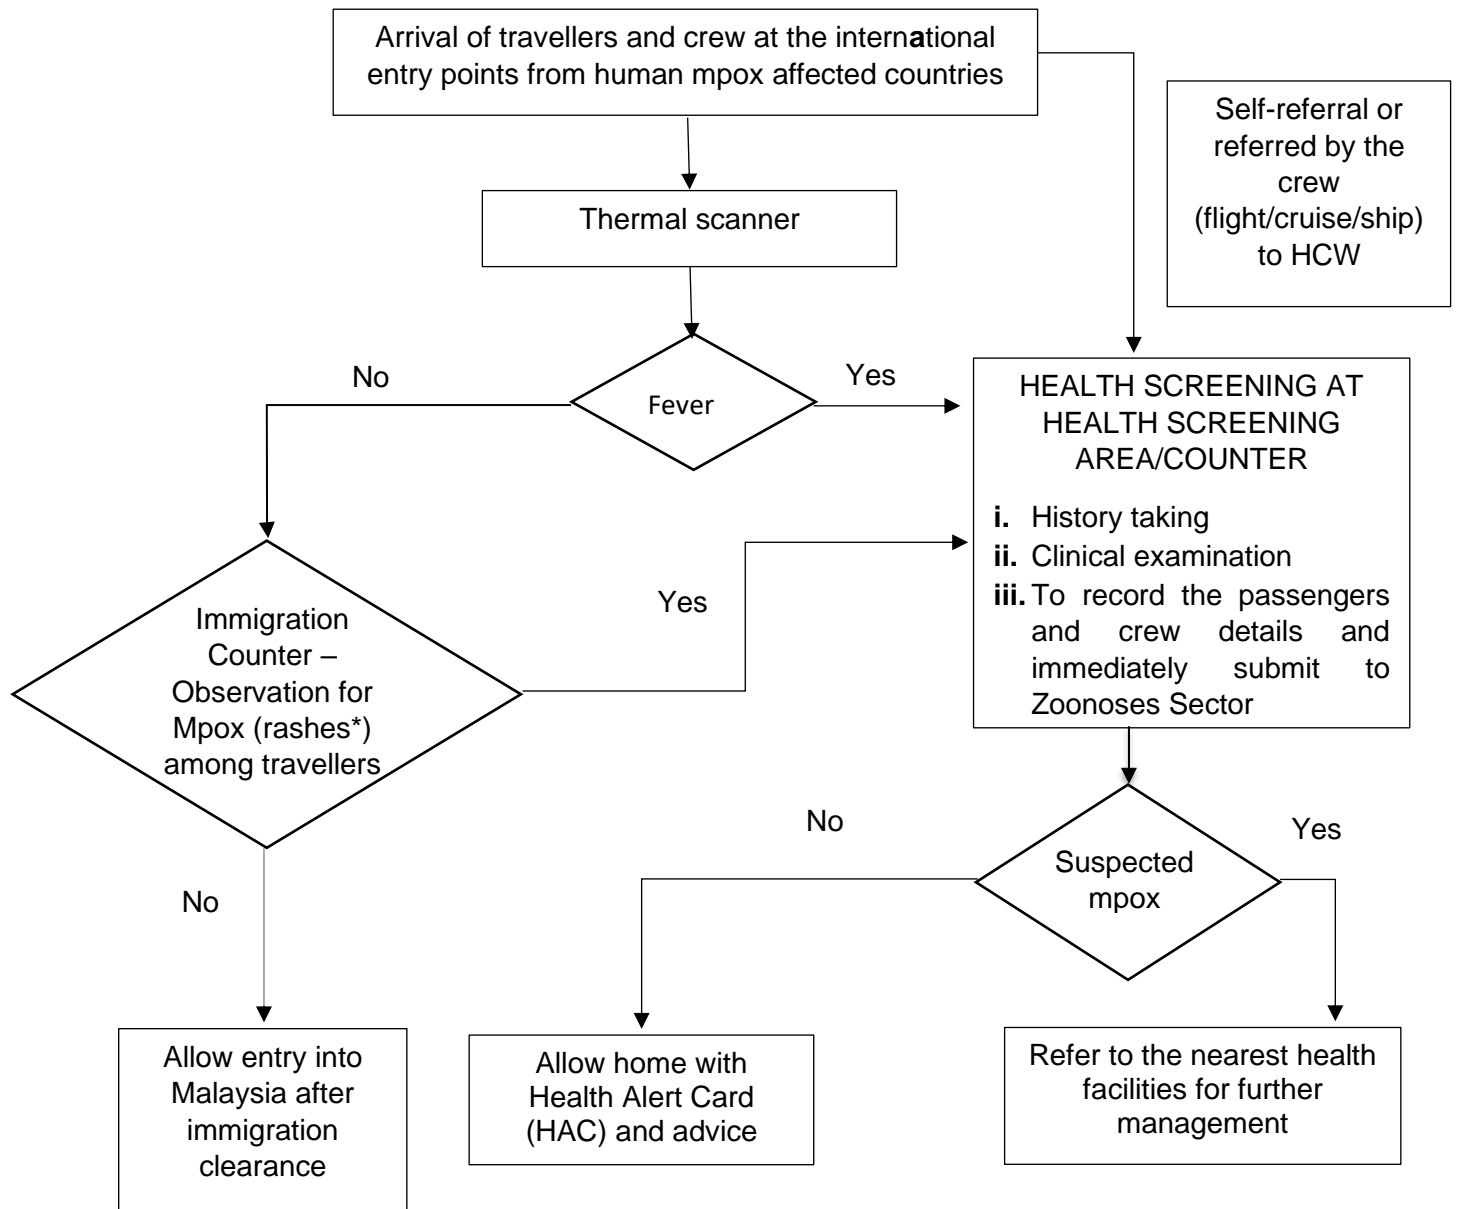 Arrival of travellers and crew at the international
entry points from human mpox affected countries
Self-referral or
referred by the
crew
(flight/cruise/ship)
to HCW
Thermal scanner
No
Fever
Yes
HEALTH SCREENING AT
HEALTH SCREENING
AREA/COUNTER
i. History taking
ii. Clinical examination
iii. To record the passengers
and crew details and
immediately submit to
Zoonoses Sector
Immigration
Counter –
Observation for
Mpox (rashes*)
among travellers
Yes
No
Suspected
mpox
No
Yes
Allow entry into
Malaysia after
immigration
clearance
Allow home with
Health Alert Card
(HAC) and advice
Refer to the nearest health
facilities for further
management